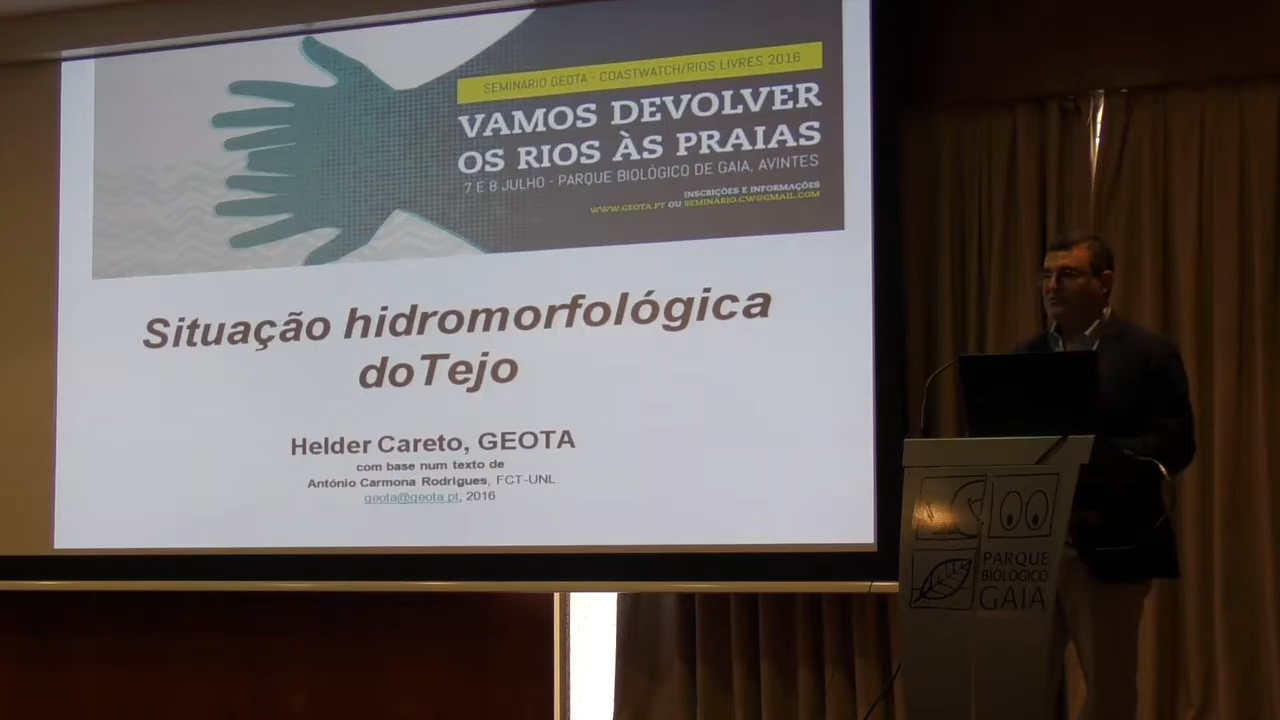 SEMINÁRIO GEOTA - COASTWATCH/RIOS LIVRES 2016
VAMOS DEVOLVER
OS RIOS ÀS PRAIAS
7 E 8 JULHO - PARQUE BIOLÓGICO DE GAIA, AVINTES
INSCRIÇÕES E INFORMAÇÕES
WWW.GEOTA.PT OU SEMINARIO.CW@GMAIL.COM
Situação hidromorfológica
doTejo
Helder Careto, GEOTA
com base num texto de
António Carmona Rodrigues, FCT-UNL
geota@geota.pt, 2016
PARQUE
BIOLÓGICO
GAIA